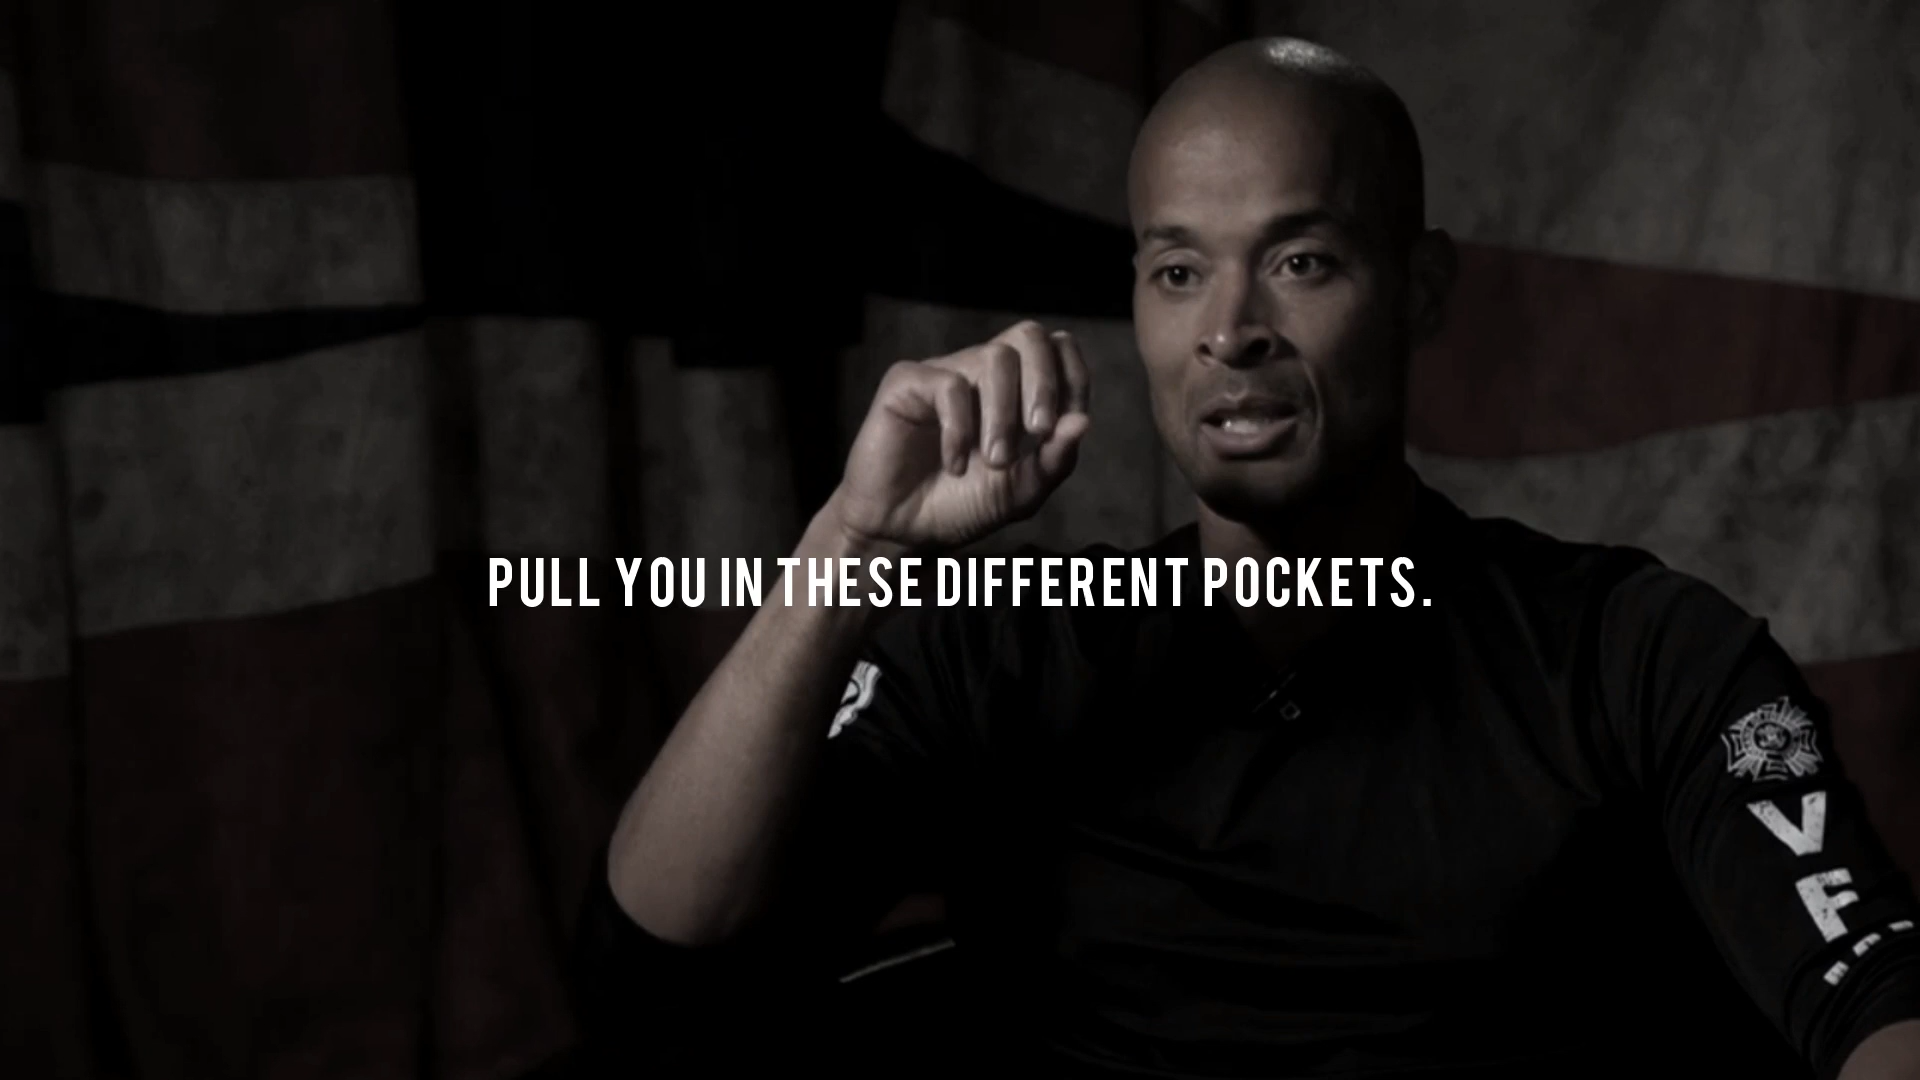 PULL YOU IN THESE DIFFERENT POCKETS.
V
F